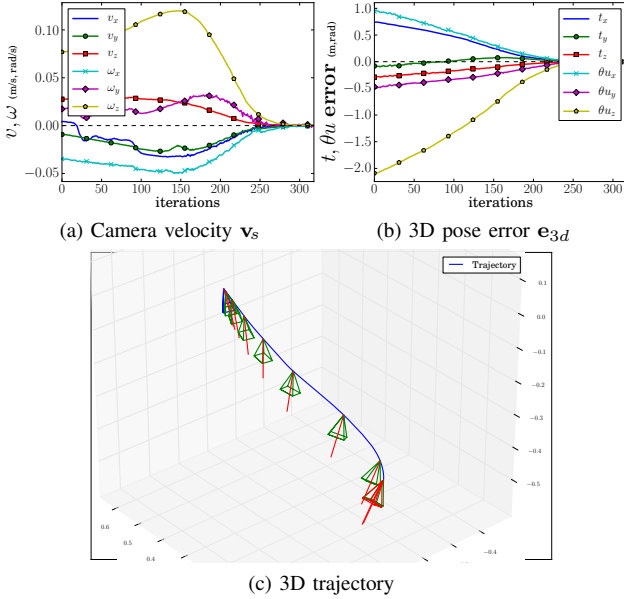 0.10
0.05
0.00
−0.05
v, ω (m/s, rad/s)
v_x
v_y
v_z
ω_x
ω_y
ω_z
0 50 100 150 200 250 300
iterations
(a) Camera velocity v_s
1.0
0.5
0.0
−0.5
−1.0
−1.5
−2.0
t, θu error (m,rad)
t_x
t_y
t_z
θu_x
θu_y
θu_z
0 50 100 150 200 250 300
iterations
(b) 3D pose error e_{3d}
Trajectory
0.1
0.0
−0.1
−0.2
−0.3
−0.4
−0.5
0.6
0.5
0.4
−0.4
(c) 3D trajectory